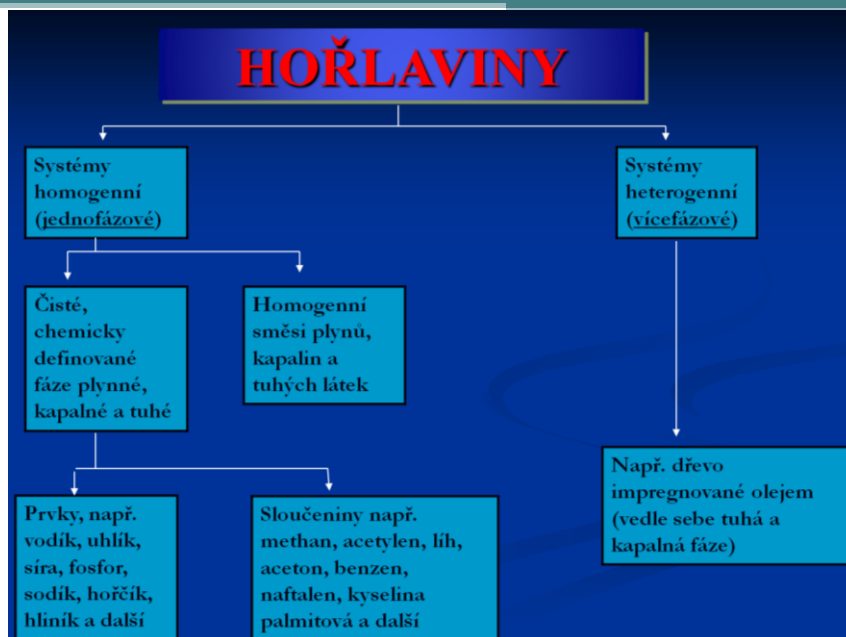 HOŘLAVINY
Systémy
homogenní
(jednofázové)
Systémy
heterogenní
(vícefázové)
Čisté,
chemicky
definované
fáze plynné,
kapalné a tuhé
Homogenní
směsi plynů,
kapalin a
tuhých látek
Např. dřevo
impregnované olejem
(vedle sebe tuhá a
kapalná fáze)
Prvky, např.
vodík, uhlík,
síra, fosfor,
sodík, hořčík,
hliník a další
Sloučeniny např.
methan, acetylen, líh,
aceton, benzen,
naftalen, kyselina
palmitová a další